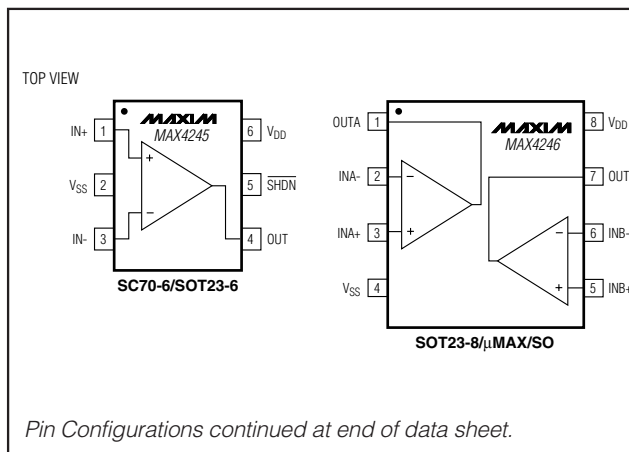 TOP VIEW
MAXIM
MAX4245
IN+ 1
VSS 2
IN- 3
6 VDD
5 SHDN
4 OUT
+
−
SC70-6/SOT23-6
MAXIM
MAX4246
OUTA 1
INA- 2
INA+ 3
VSS 4
8 VDD
7 OUT
6 INB-
5 INB+
−
+
−
+
SOT23-8/μMAX/SO
Pin Configurations continued at end of data sheet.